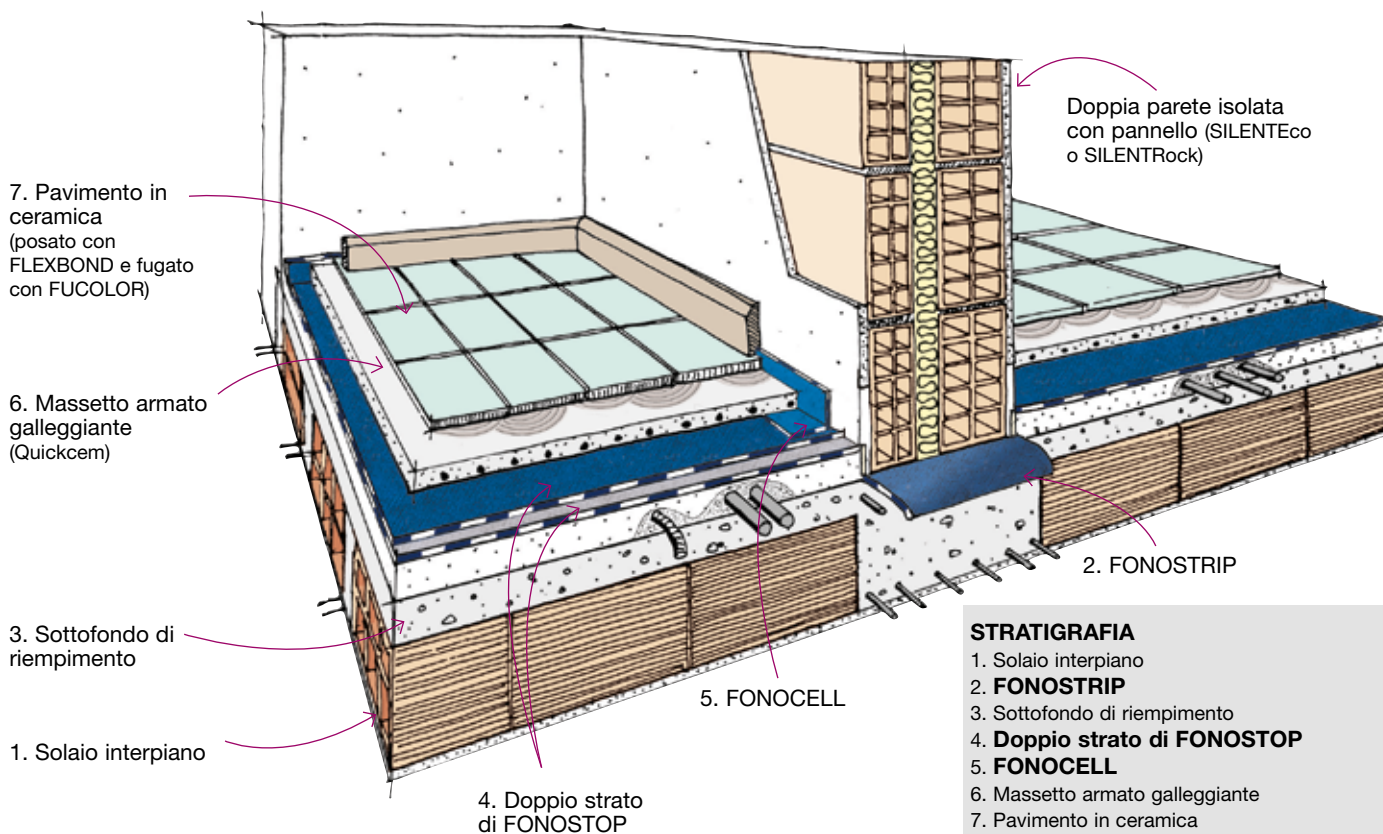 Doppia parete isolata
con pannello (SILENTEco
o SILENTRock)
7. Pavimento in
ceramica
(posato con
FLEXBOND e fugato
con FUCOLOR)
6. Massetto armato
galleggiante
(Quickcem)
2. FONOSTRIP
3. Sottofondo di
riempimento
5. FONOCELL
1. Solaio interpiano
4. Doppio strato
di FONOSTOP
STRATIGRAFIA
1. Solaio interpiano
2. FONOSTRIP
3. Sottofondo di riempimento
4. Doppio strato di FONOSTOP
5. FONOCELL
6. Massetto armato galleggiante
7. Pavimento in ceramica